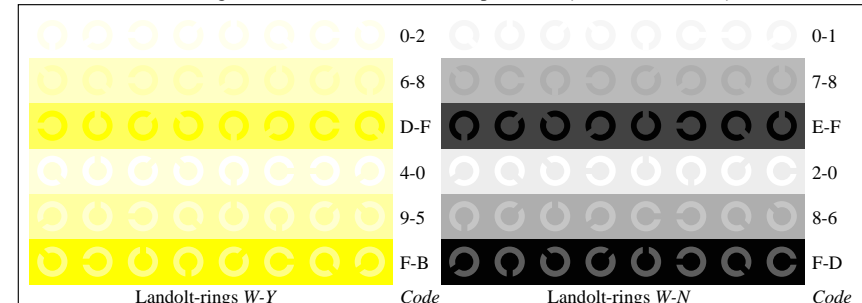 0-2
6-8
D-F
4-0
9-5
F-B
Landolt-rings W-Y Code
0-1
7-8
E-F
2-0
8-6
F-D
Landolt-rings W-N Code